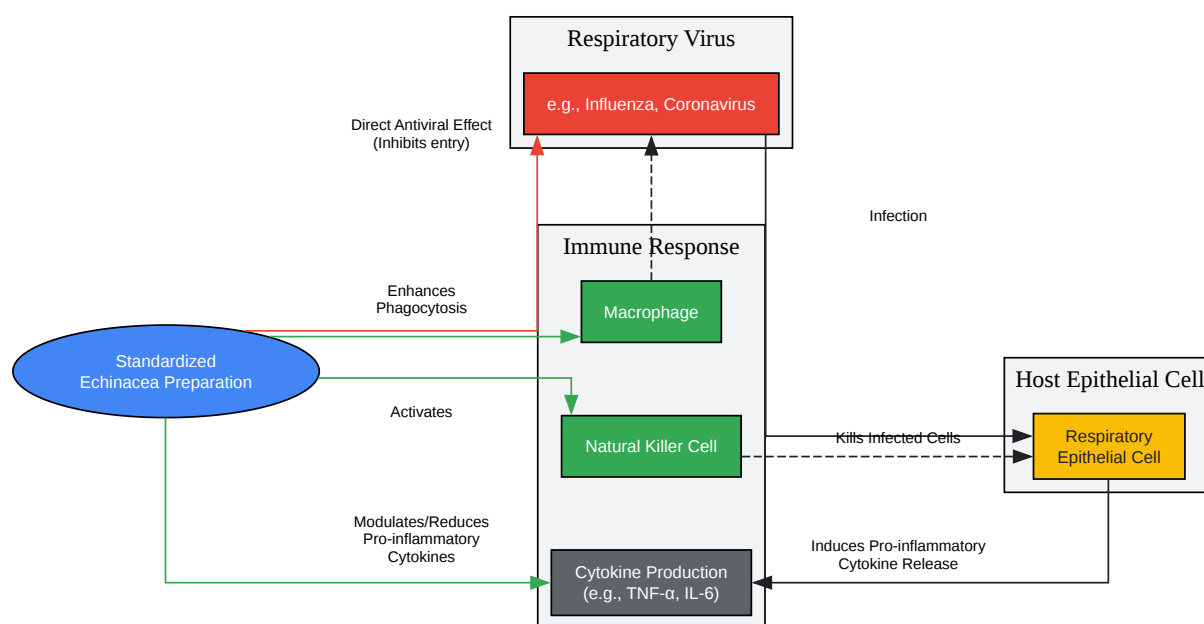 Respiratory Virus
e.g., Influenza, Coronavirus
Direct Antiviral Effect
(Inhibits entry)
Infection
Immune Response
Enhances
Phagocytosis
Macrophage
Standardized
Echinacea Preparation
Activates
Natural Killer Cell
Kills Infected Cells
Host Epithelial Cell
Respiratory
Epithelial Cell
Modulates/Reduces
Pro-inflammatory
Cytokines
Cytokine Production
(e.g., TNF-α, IL-6)
Induces Pro-inflammatory
Cytokine Release